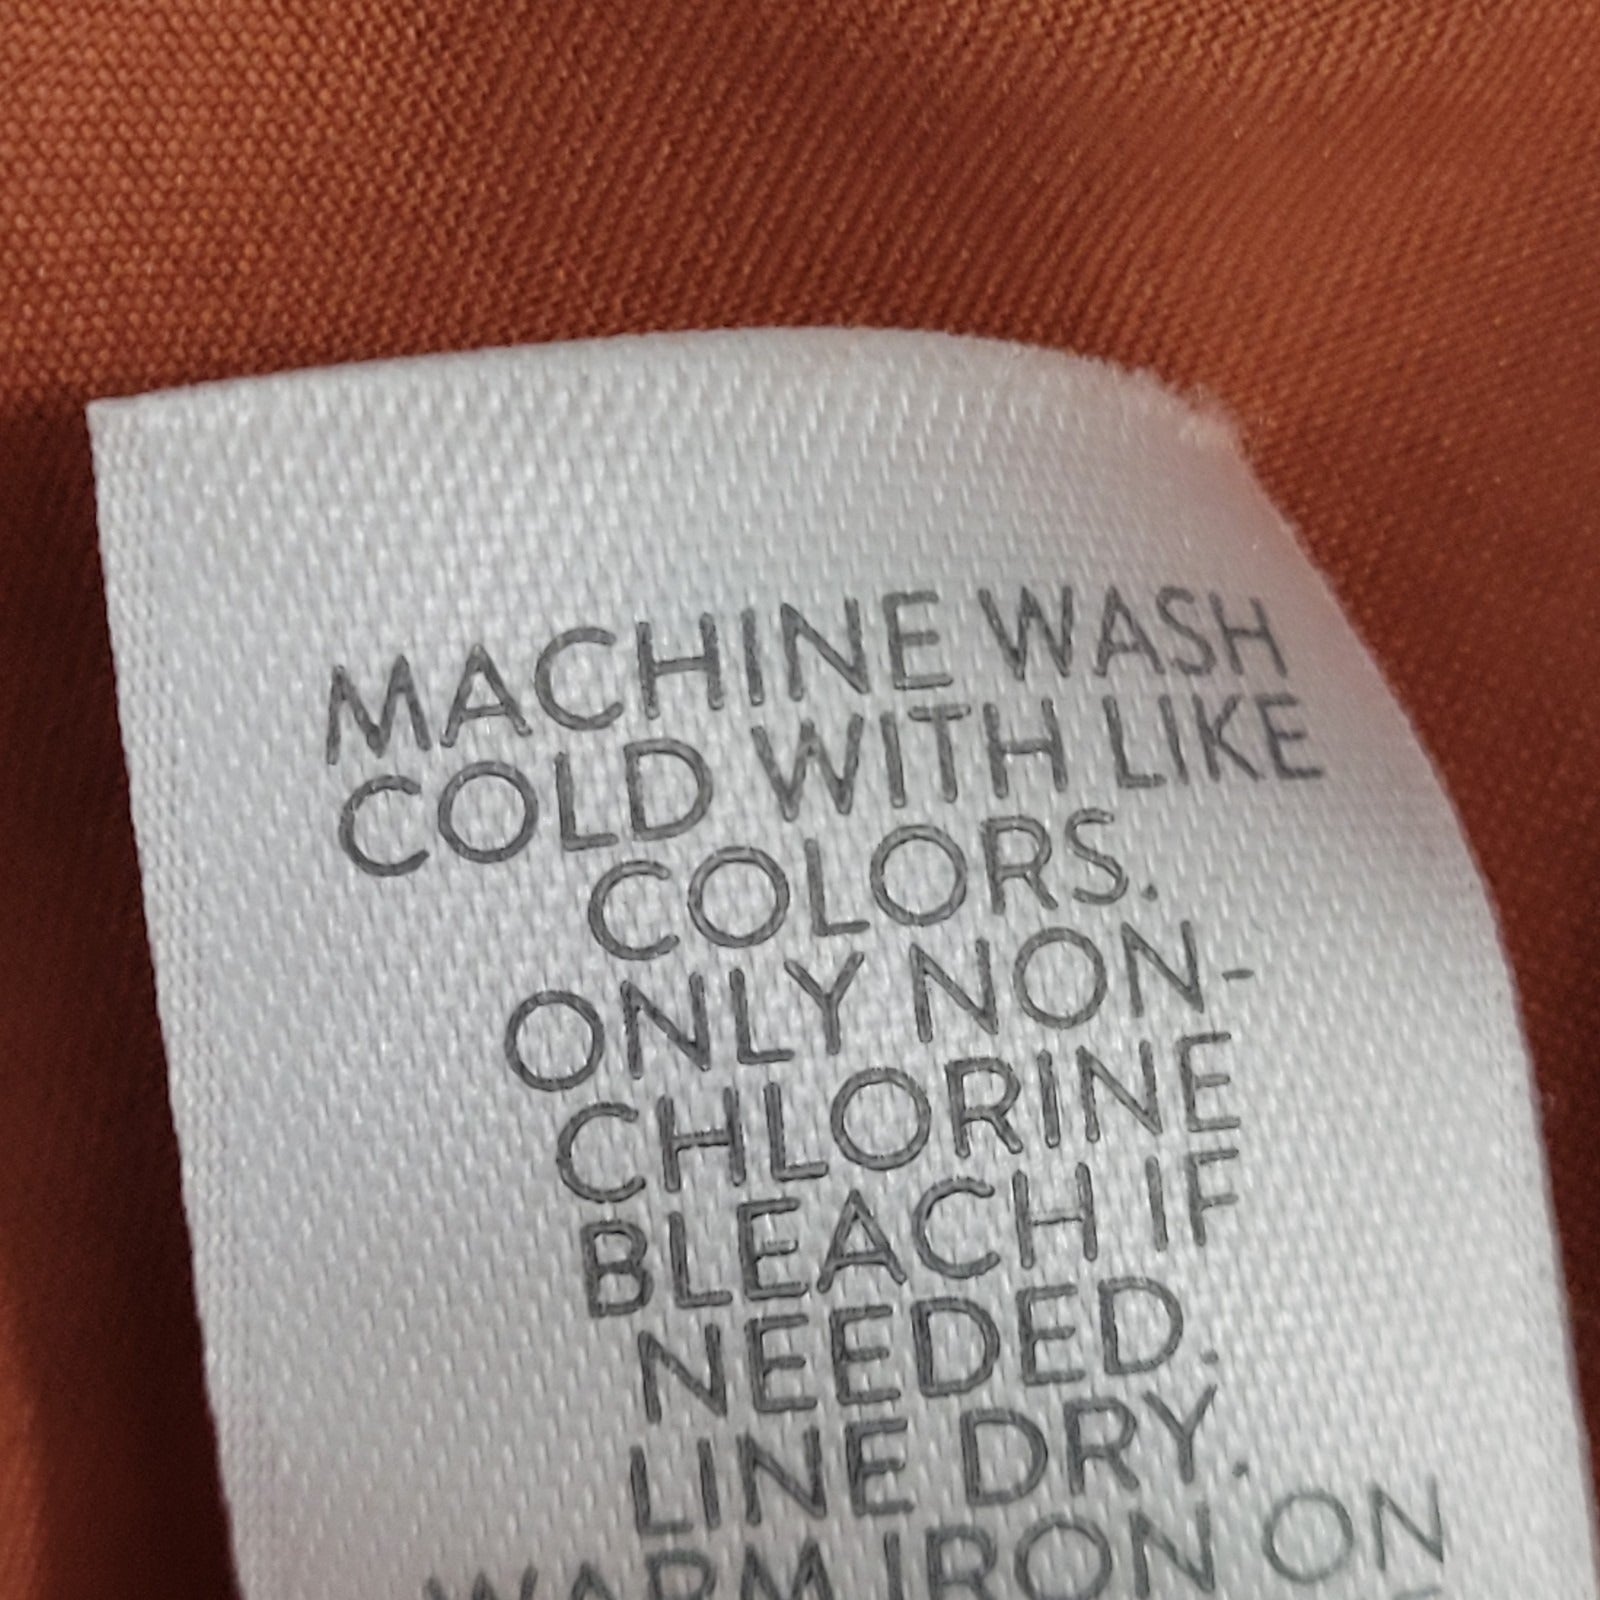 MACHINE WASH
COLD WITH LIKE
COLORS.
ONLY NON-
CHLORINE
BLEACH IF
NEEDED.
LINE DRY.
WARM IRON ON